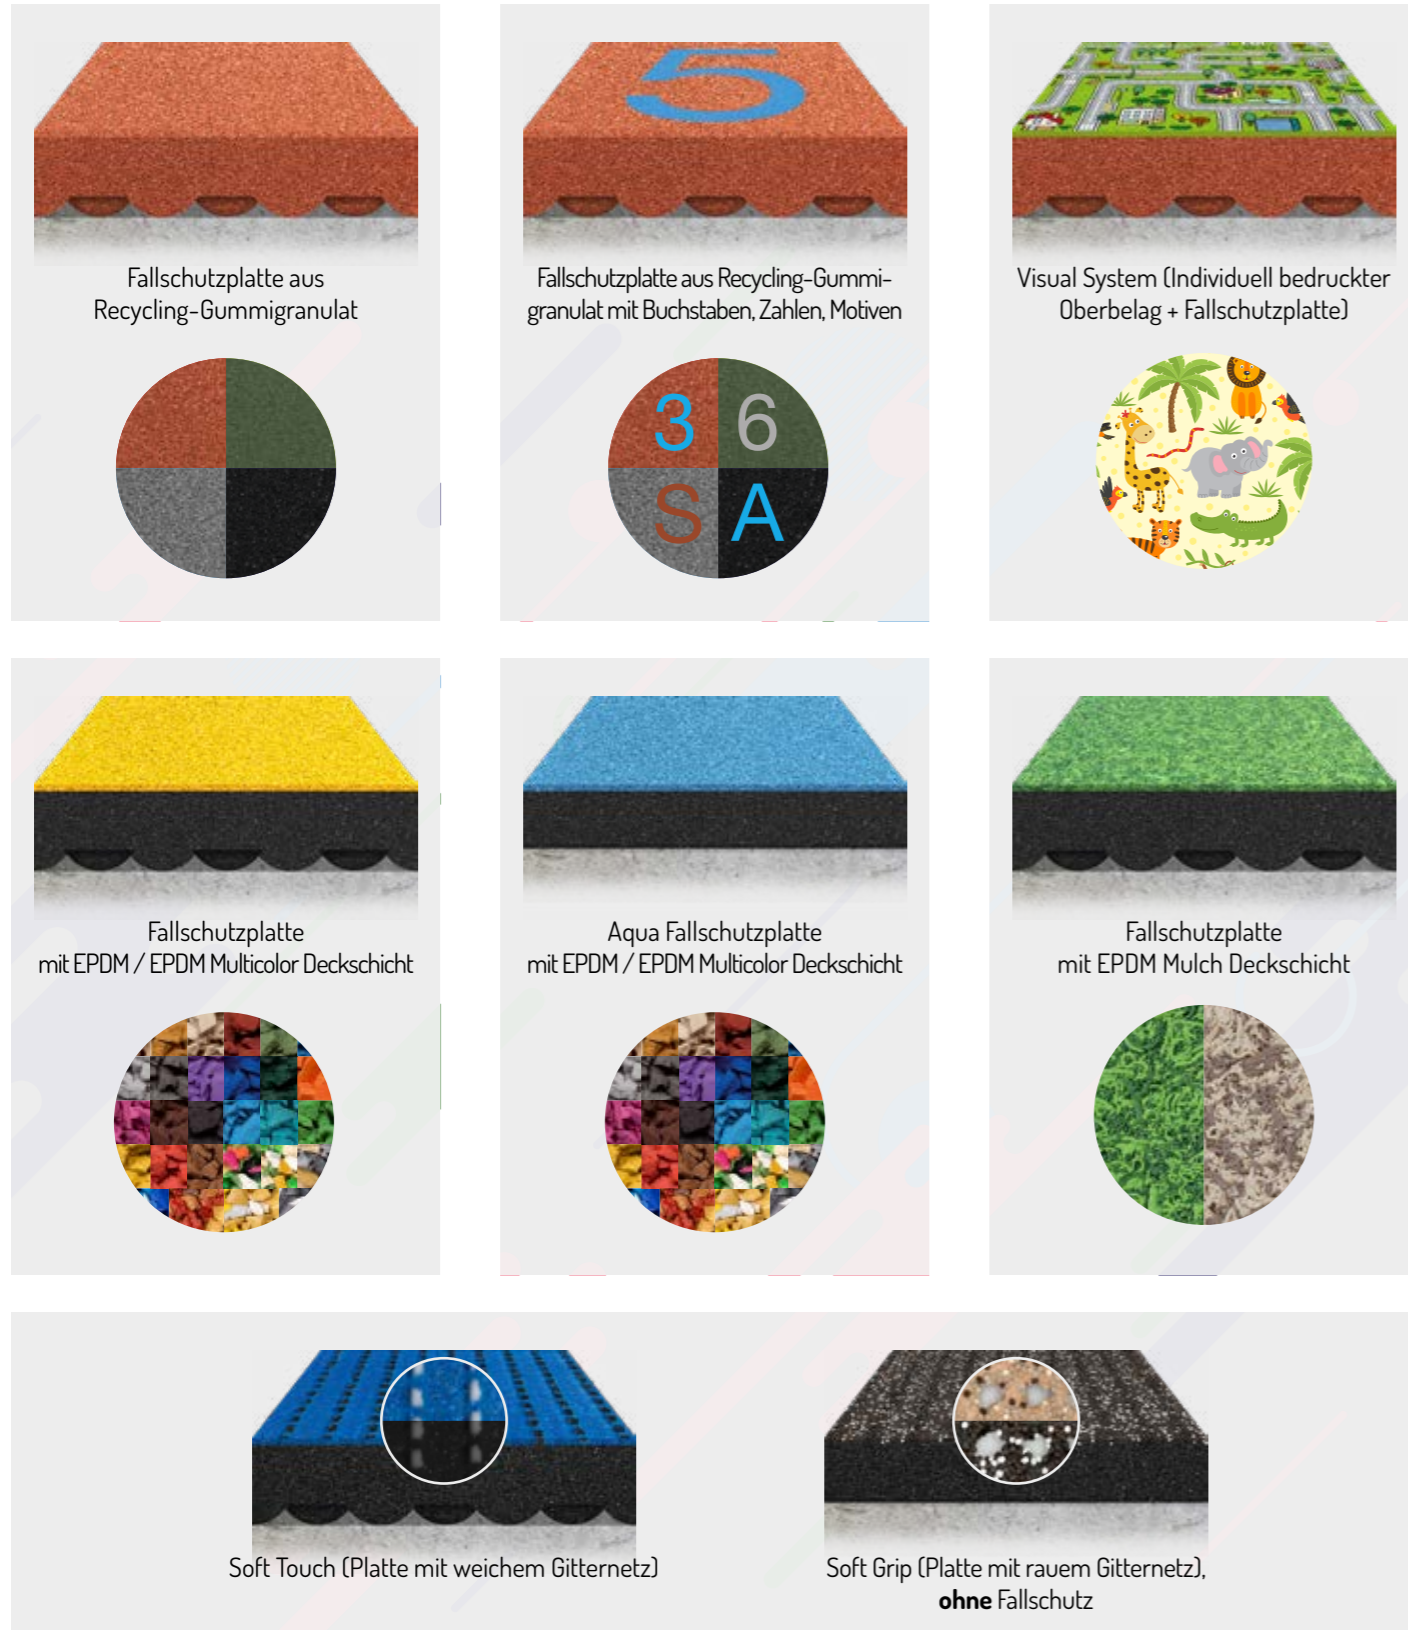 5
Fallschutzplatte aus
Recycling-Gummigranulat
Fallschutzplatte aus Recycling-Gummi-
granulat mit Buchstaben, Zahlen, Motiven
Visual System (Individuell bedruckter
Oberbelag + Fallschutzplatte)
3 6
S A
Fallschutzplatte
mit EPDM / EPDM Multicolor Deckschicht
Aqua Fallschutzplatte
mit EPDM / EPDM Multicolor Deckschicht
Fallschutzplatte
mit EPDM Mulch Deckschicht
Soft Touch (Platte mit weichem Gitternetz)
Soft Grip (Platte mit rauem Gitternetz),
ohne Fallschutz